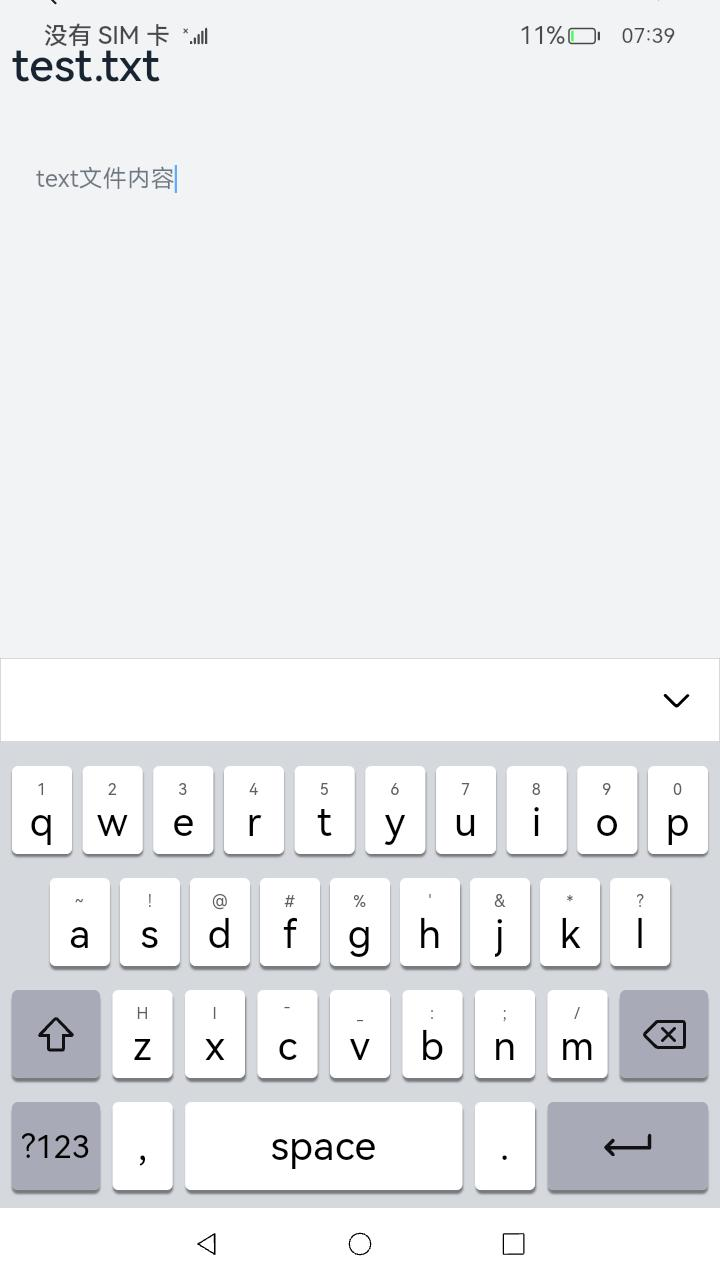 没有 SIM 卡 11% 07:39
test.txt
text文件内容
1 2 3 4 5 6 7 8 9 0
q w e r t y u i o p
~ ! @ # % ' & * ?
a s d f g h j k l
H I - _ : ; /
z x c v b n m
?123 , space .